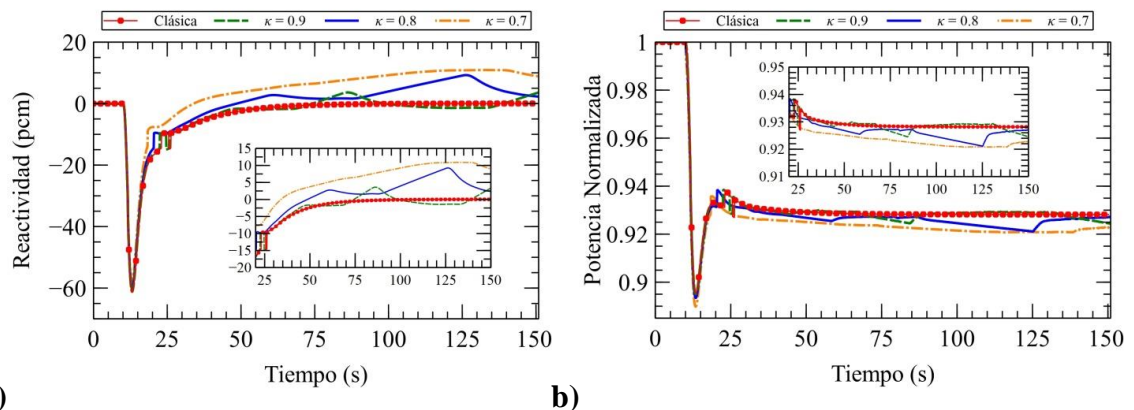 Clásica κ = 0.9 κ = 0.8 κ = 0.7
20
0
-20
-40
-60
Reactividad (pcm)
15
10
5
0
-5
-10
-15
-20
25 50 75 100 125 150
0 25 50 75 100 125 150
Tiempo (s)
)
Clásica κ = 0.9 κ = 0.8 κ = 0.7
1
0.98
0.96
0.94
0.92
0.9
Potencia Normalizada
0.95
0.94
0.93
0.92
0.91
25 50 75 100 125 150
0 25 50 75 100 125 150
Tiempo (s)
b)